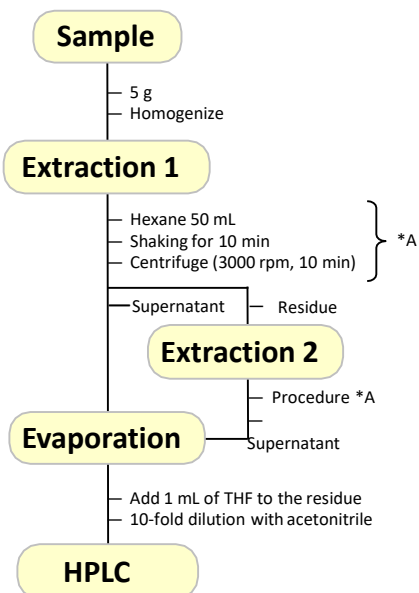 Sample
5 g
Homogenize
Extraction 1
Hexane 50 mL
Shaking for 10 min
Centrifuge (3000 rpm, 10 min)
*A
Supernatant
Residue
Extraction 2
Procedure *A
Supernatant
Evaporation
Add 1 mL of THF to the residue
10-fold dilution with acetonitrile
HPLC